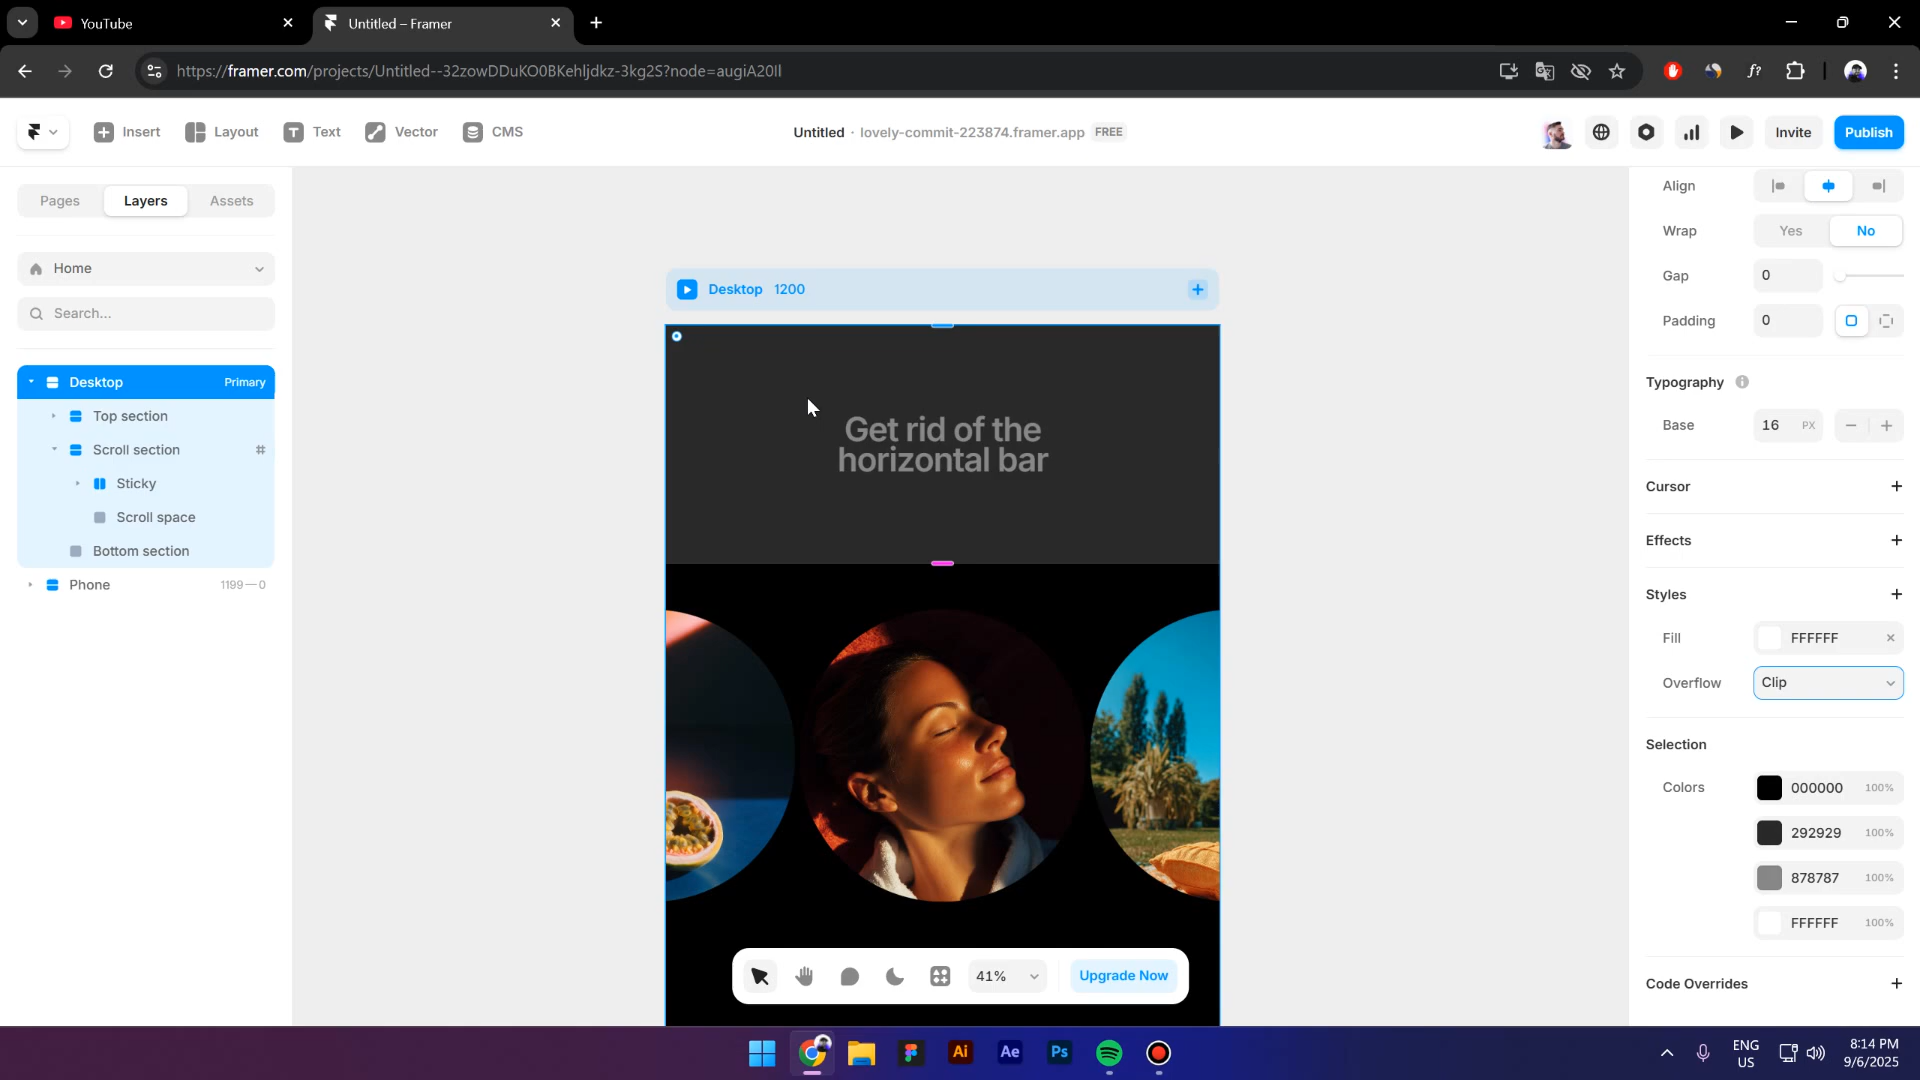 YouTube
Untitled – Framer
https://framer.com/projects/Untitled--32zowDDuKO0BKehljdkz-3kg2S?node=augiA20Il
Insert
Layout
Text
Vector
CMS
Untitled · lovely-commit-223874.framer.app FREE
Invite
Publish
Pages
Layers
Assets
Home
Search...
Desktop Primary
Top section
Scroll section
Sticky
Scroll space
Bottom section
Phone 1199—0
Desktop 1200
Get rid of the
horizontal bar
41%
Upgrade Now
Align
Wrap Yes No
Gap 0
Padding 0
Typography
Base 16 PX
Cursor
Effects
Styles
Fill FFFFFF
Overflow Clip
Selection
Colors 000000 100%
292929 100%
878787 100%
FFFFFF 100%
Code Overrides
Ai
Ae
Ps
ENG
US
8:14 PM
9/6/2025